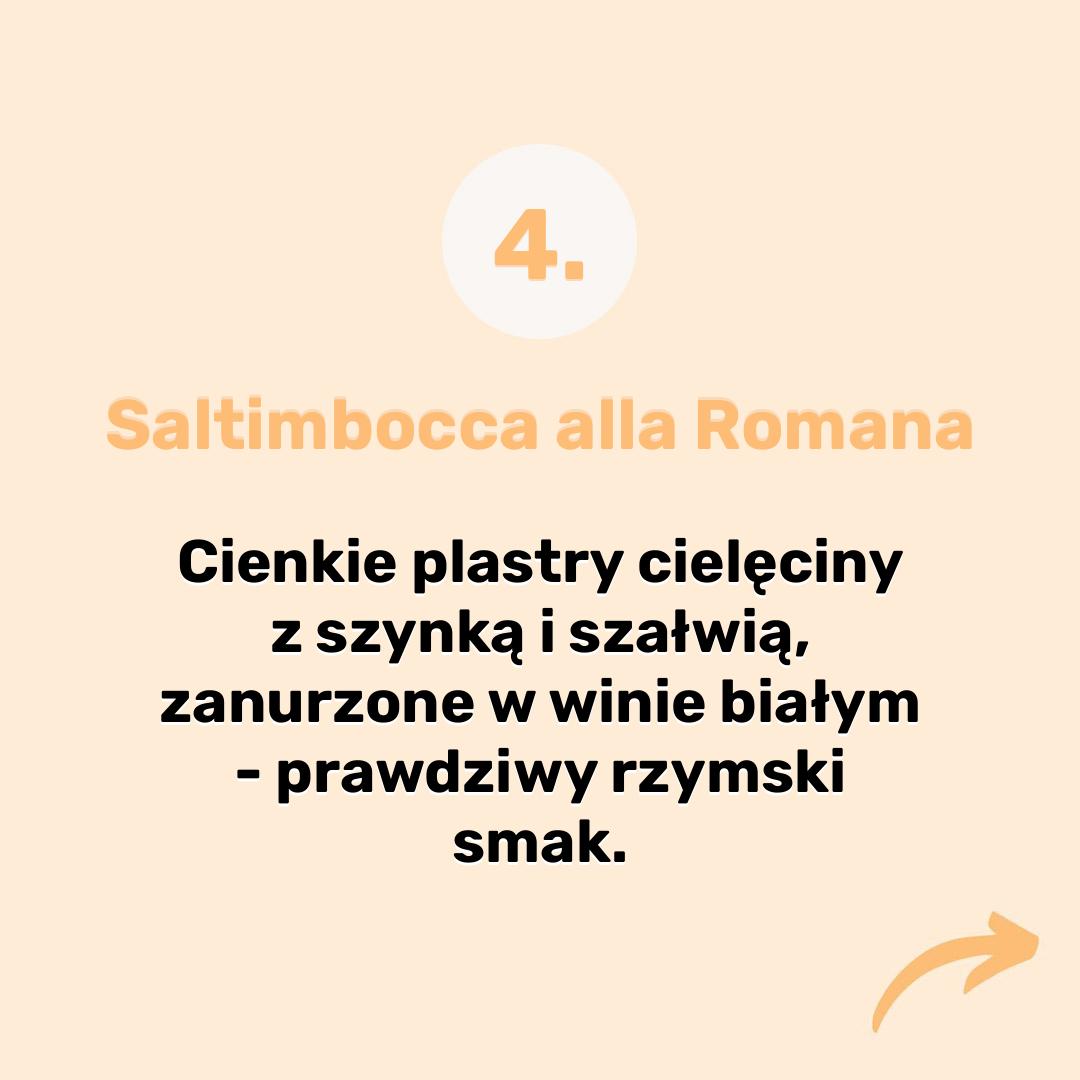 4.
Saltimbocca alla Romana
Cienkie plastry cielęciny
z szynką i szałwią,
zanurzone w winie białym
- prawdziwy rzymski
smak.